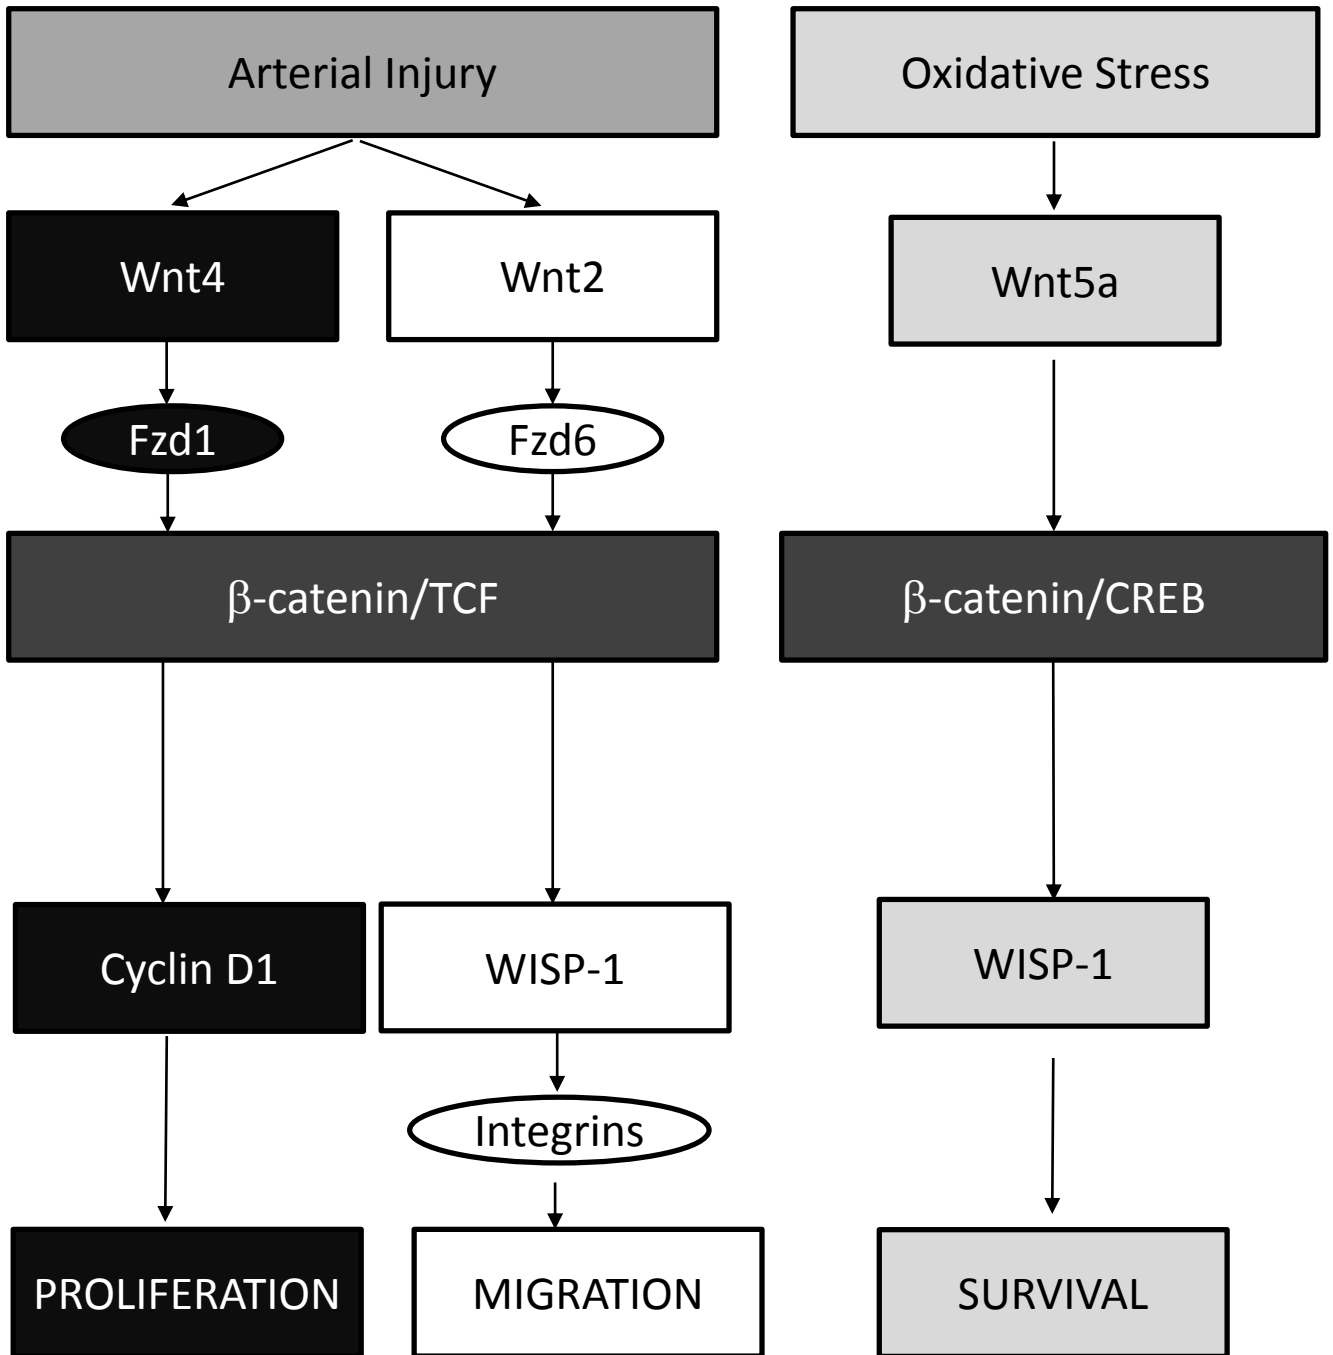 Arterial Injury
Oxidative Stress
Wnt4
Wnt2
Wnt5a
Fzd1
Fzd6
β-catenin/TCF
β-catenin/CREB
Cyclin D1
WISP-1
WISP-1
Integrins
PROLIFERATION
MIGRATION
SURVIVAL